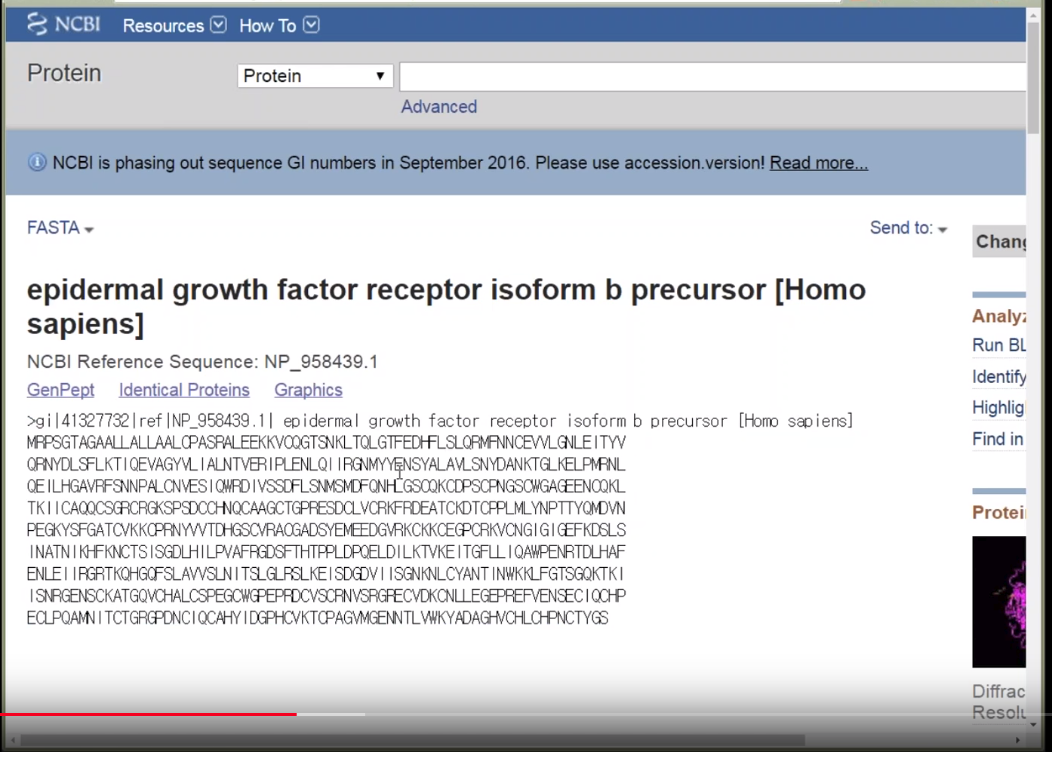 NCBI Resources How To
Protein Protein
Advanced
NCBI is phasing out sequence GI numbers in September 2016. Please use accession.version! Read more...
FASTA Send to:
Chang
epidermal growth factor receptor isoform b precursor [Homo
sapiens]
NCBI Reference Sequence: NP_958439.1
GenPept Identical Proteins Graphics
>gi|41327732|ref|NP_958439.1| epidermal growth factor receptor isoform b precursor [Homo sapiens]
MRPSGTAGAALLALLAALCPASRALEEKKVCQGTSNKLTQLGTFEDHFLSLQRMFNNCEVVLGNLEITYV
QRNYDLSFLKTIQEVAGYVLIALNTVERIPLENLQIIRGNMYYENSYALAVLSNYDANKTGLKELPMRNL
QEILHGAVRFSNNPALCNVESIQWRDIVSSDFLSNMSMDFQNHLGSCQKCDPSCPNGSCWGAGEENCQKL
TKIICAQQCSGRCRGKSPSDCCHNQCAAGCTGPRESDCLVCRKFRDEATCKDTCPPLMLYNPTTYQMDVN
PEGKYSFGATCVKKCPRNYVVTDHGSCVRACGADSYEMEEDGVRKCKKCEGPCRKVCNGIGIGEFKDSLS
INATNIKHFKNCTSISGDLHILPVAFRGDSFTHTPPLDPQELDILKTVKEITGFLLIQAWPENRTDLHAF
ENLEIIRGRTKQHGQFSLAVVSLNITSLGLRSLKEISDGDVIISGNKNLCYANTINWKKLFGTSGQKTKI
ISNRGENSCKATGQVCHALCSPEGCWGPEPRDCVSCRNVSRGRECVDKCNLLEGEPREFVENSECIQCHP
ECLPQAMNITCTGRGPDNCIQCAHYIDGPHCVKTCPAGVMGENNTLVWKYADAGHVCHLCHPNCTYGS
Analyz
Run BL
Identify
Highlig
Find in
Protei
Diffrac
Resolu